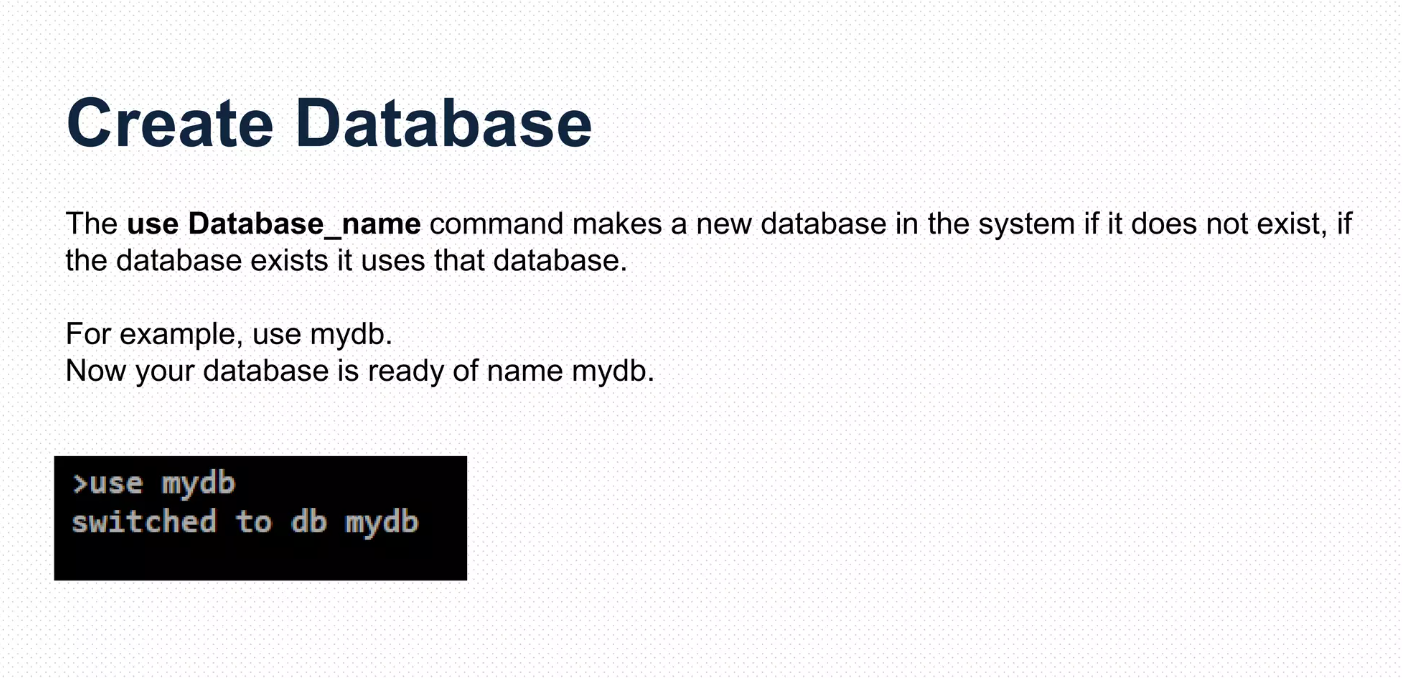 Create Database
The use Database_name command makes a new database in the system if it does not exist, if
the database exists it uses that database.
For example, use mydb.
Now your database is ready of name mydb.
>use mydb
switched to db mydb